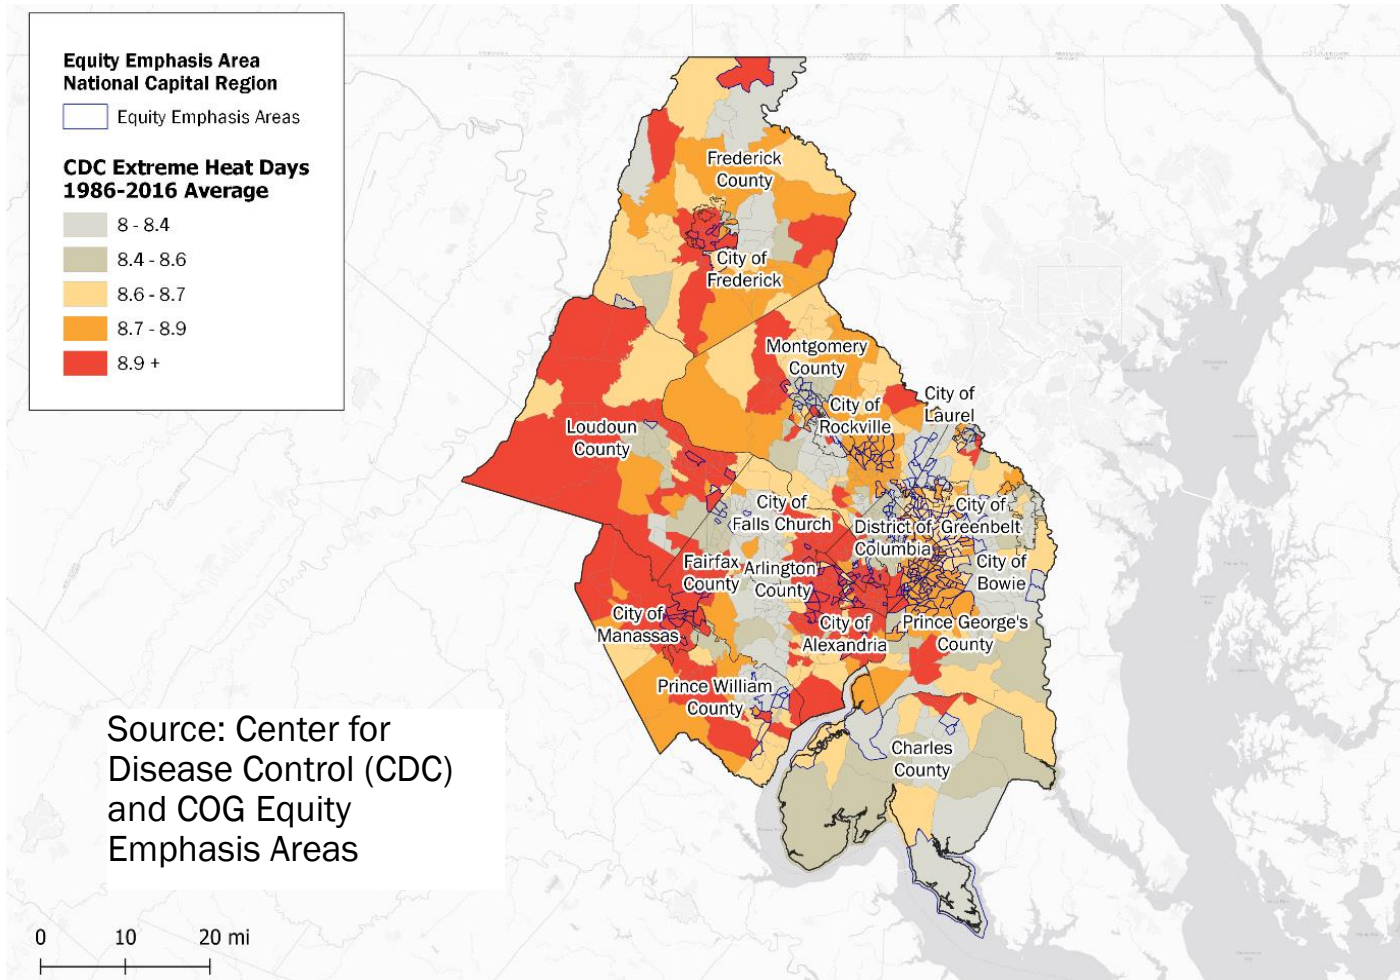 Equity Emphasis Area
National Capital Region
Equity Emphasis Areas
CDC Extreme Heat Days
1986-2016 Average
8 - 8.4
8.4 - 8.6
8.6 - 8.7
8.7 - 8.9
8.9 +
Frederick
County
City of
Frederick
Montgomery
County
City of
Rockville
City of
Laurel
Loudoun
County
City of
Falls Church
District of
Columbia
City of
Greenbelt
Fairfax
County
Arlington
County
City of
Bowie
City of
Manassas
City of
Alexandria
Prince George's
County
Prince William
County
Charles
County
Source: Center for
Disease Control (CDC)
and COG Equity
Emphasis Areas
0 10 20 mi